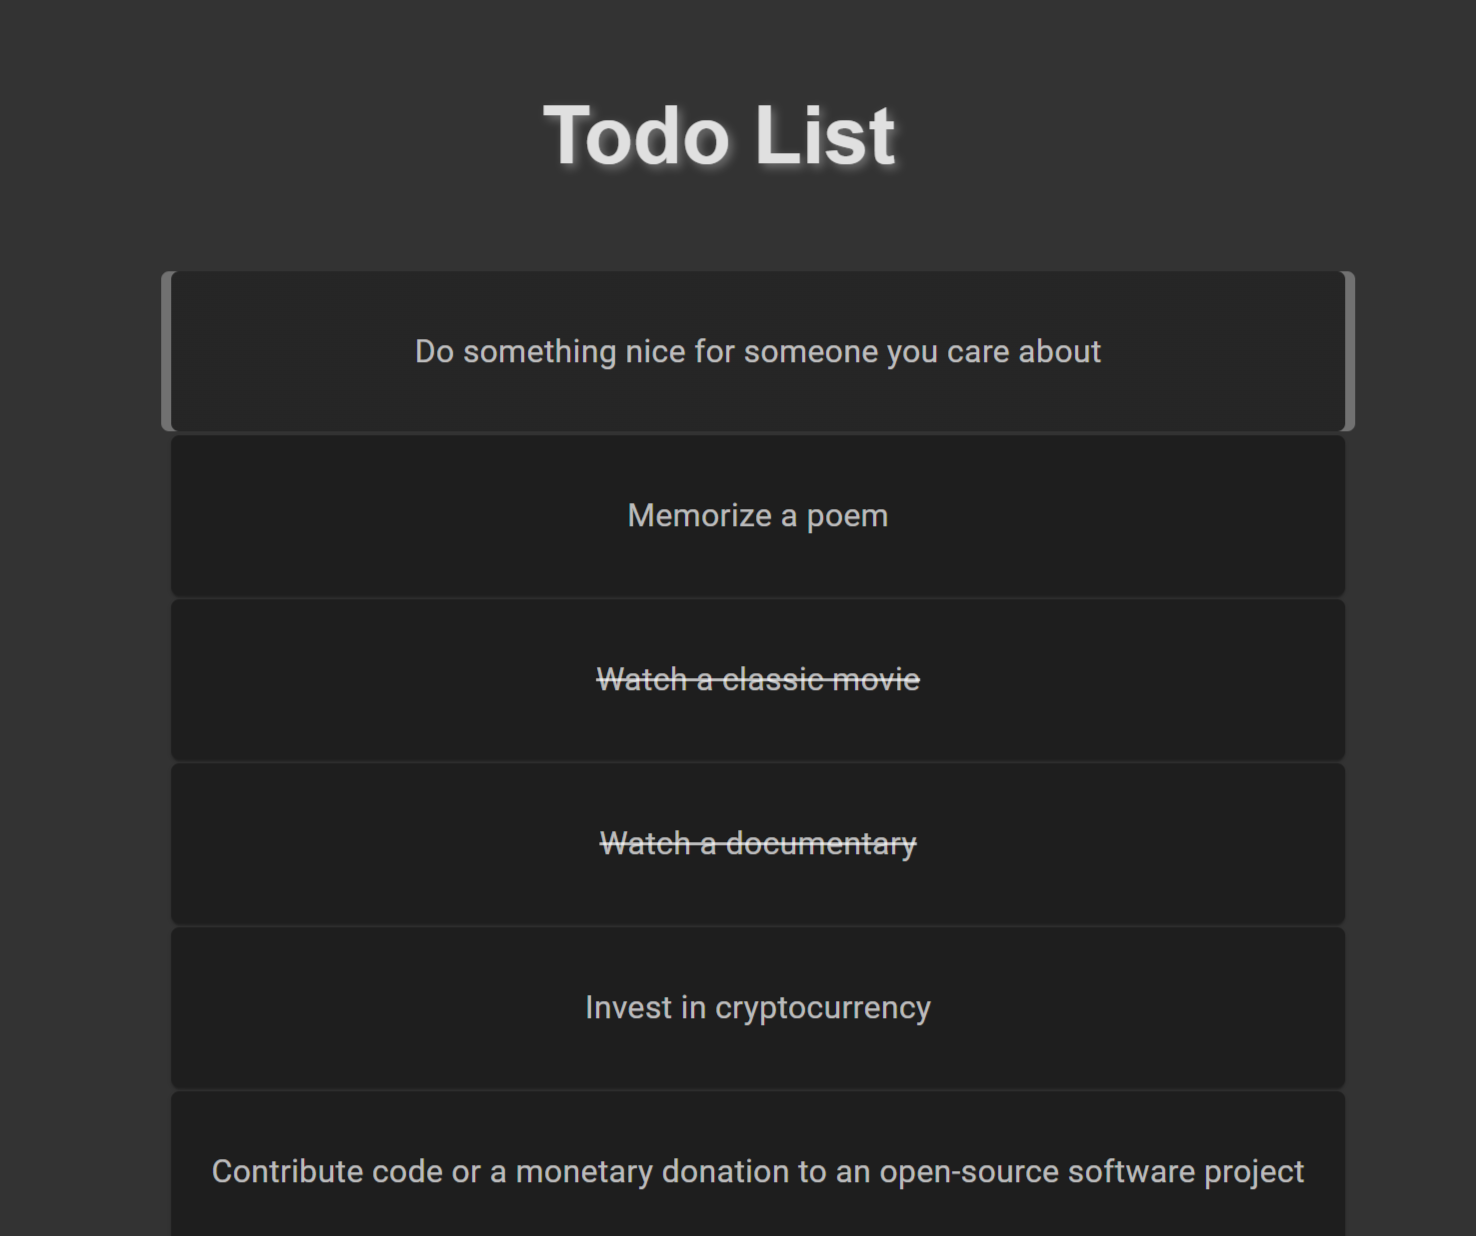 Todo List
Do something nice for someone you care about
Memorize a poem
Watch a classic movie
Watch a documentary
Invest in cryptocurrency
Contribute code or a monetary donation to an open-source software project